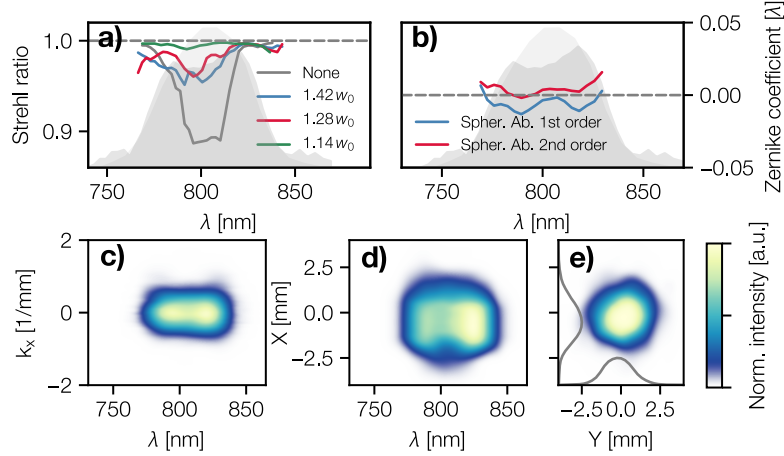 a)
Strehl ratio
1.0
0.9
None
1.42 w₀
1.28 w₀
1.14 w₀
750
800
850
λ [nm]
b)
Spher. Ab. 1st order
Spher. Ab. 2nd order
0.05
0.00
−0.05
Zernike coefficient [λ]
750
800
850
λ [nm]
c)
kₓ [1/mm]
2
0
−2
750
800
850
λ [nm]
d)
X [mm]
2.5
0.0
−2.5
750
800
850
λ [nm]
e)
−2.5
0.0
2.5
Y [mm]
Norm. intensity [a.u.]